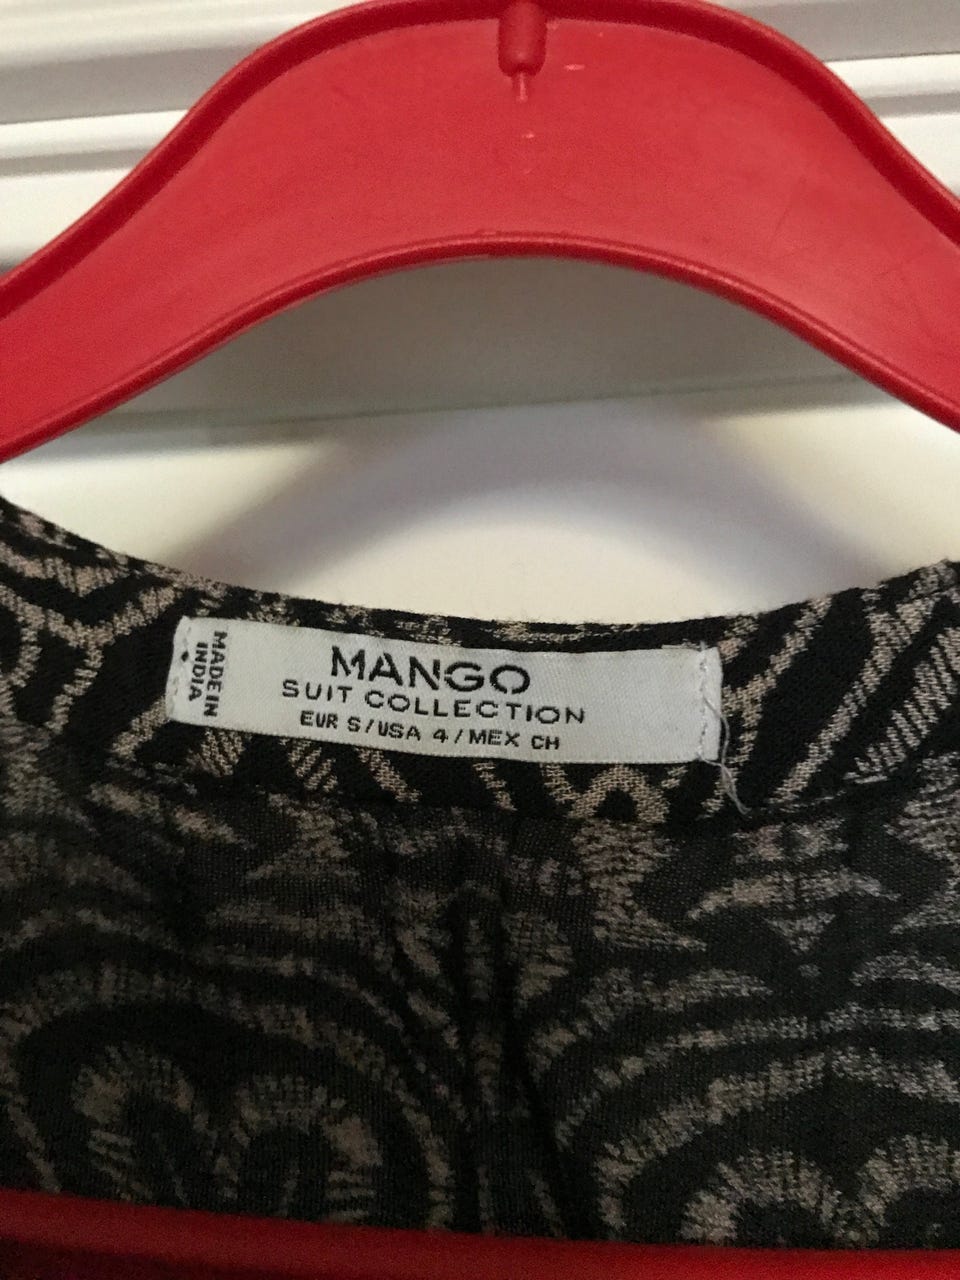 MADE IN
INDIA
MANGO
SUIT COLLECTION
EUR S/USA 4/MEX CH